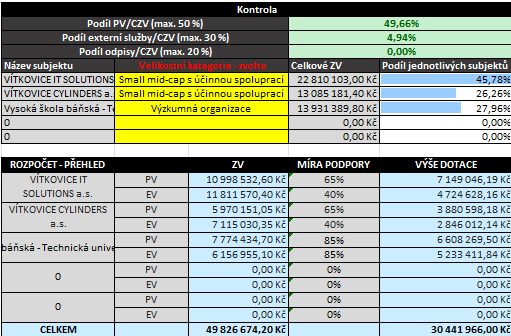 Kontrola
Podíl PV/CZV (max. 50 %) 49,66%
Podíl externí služby/CZV (max. 30 %) 4,94%
Podíl odpisy/CZV (max. 20 %) 0,00%
Název subjektu Velikostní kategorie - zvolte Celkové ZV Podíl jednotlivých subjektů
VÍTKOVICE IT SOLUTIONS Small mid-cap s účinnou spoluprací 22 810 103,00 Kč 45,78%
VÍTKOVICE CYLINDERS a.s. Small mid-cap s účinnou spoluprací 13 085 181,40 Kč 26,26%
Vysoká škola báňská - Te Výzkumná organizace 13 931 389,80 Kč 27,96%
0 0,00 Kč 0,00%
0 0,00 Kč 0,00%
ROZPOČET - PŘEHLED ZV MÍRA PODPORY VÝŠE DOTACE
VÍTKOVICE IT SOLUTIONS a.s. PV 10 998 532,60 Kč 65% 7 149 046,19 Kč
EV 11 811 570,40 Kč 40% 4 724 628,16 Kč
VÍTKOVICE CYLINDERS a.s. PV 5 970 151,05 Kč 65% 3 880 598,18 Kč
EV 7 115 030,35 Kč 40% 2 846 012,14 Kč
báňská - Technická unive PV 7 774 434,70 Kč 85% 6 608 269,50 Kč
EV 6 156 955,10 Kč 85% 5 233 411,84 Kč
0 PV 0,00 Kč 0% 0,00 Kč
EV 0,00 Kč 0% 0,00 Kč
0 PV 0,00 Kč 0% 0,00 Kč
EV 0,00 Kč 0% 0,00 Kč
CELKEM 49 826 674,20 Kč 30 441 966,00 Kč